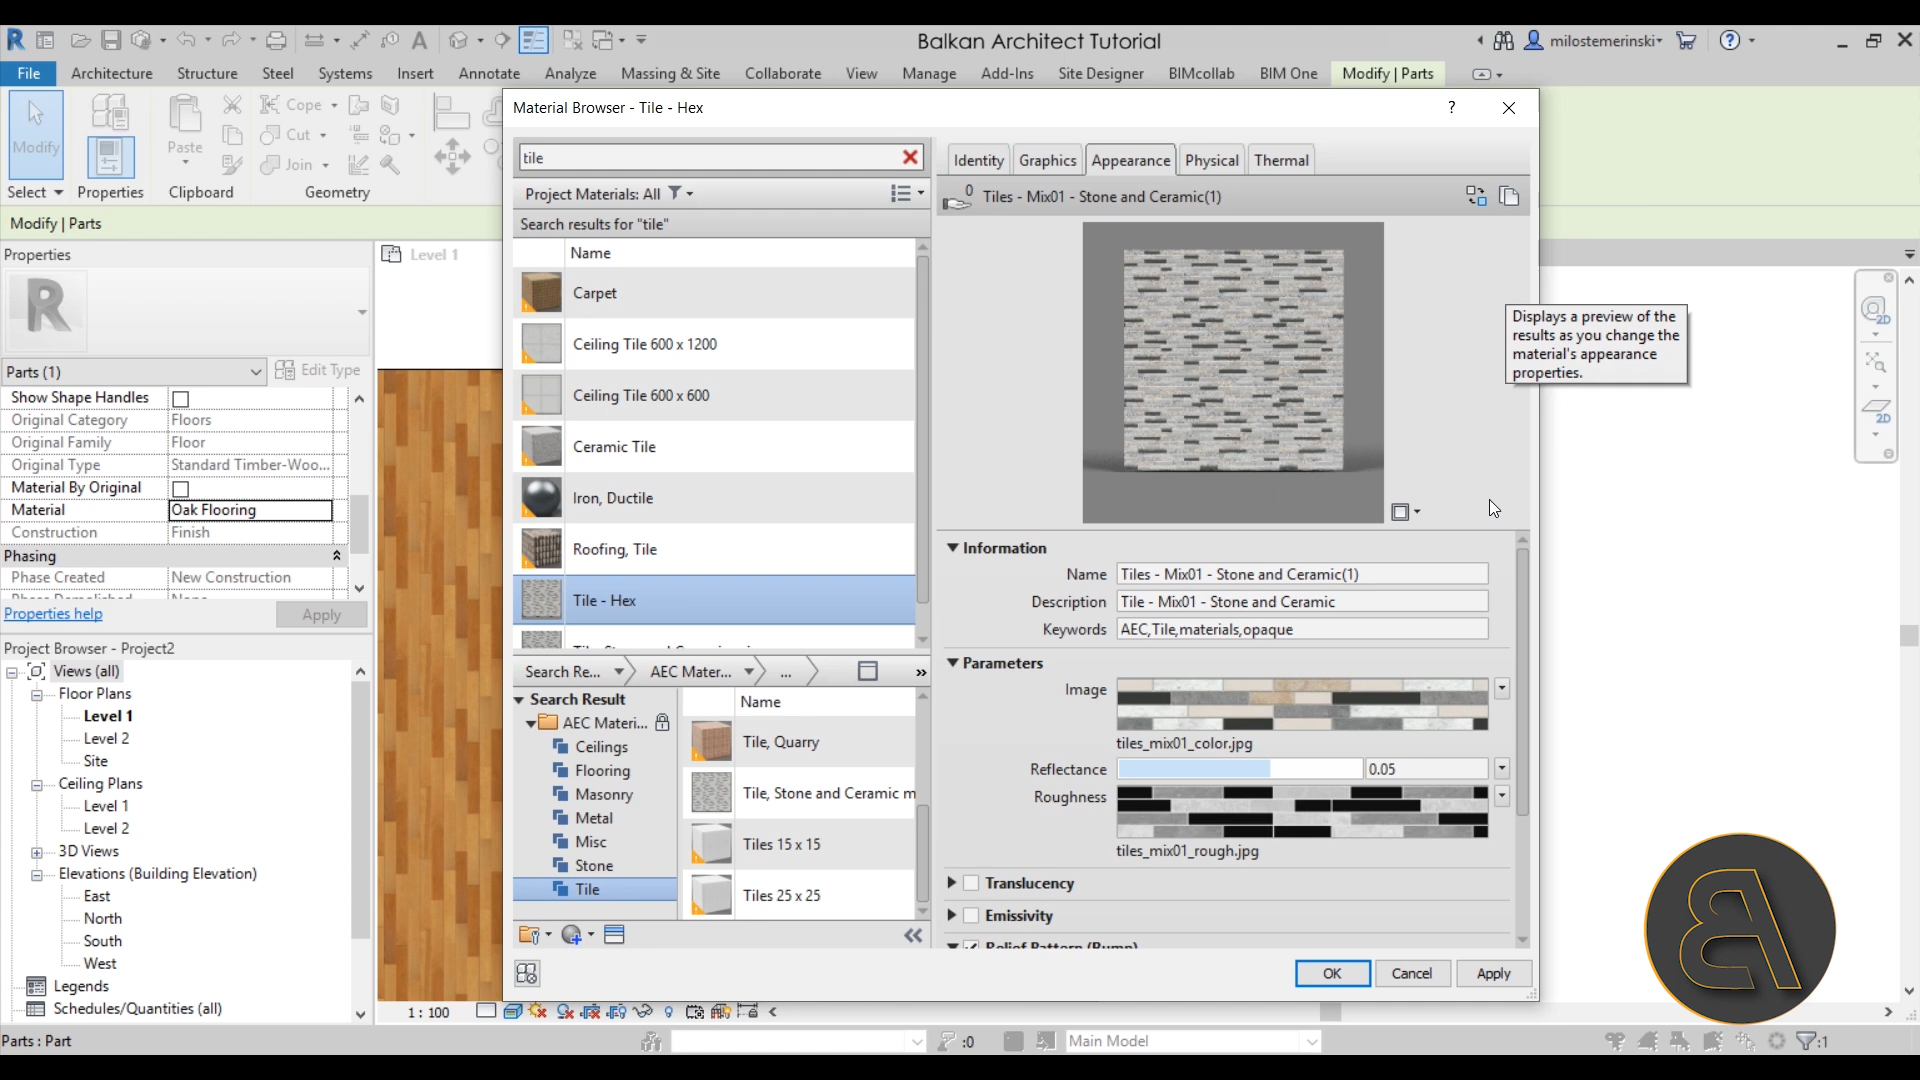 Balkan Architect Tutorial
milostemerinski
File
Architecture
Structure
Steel
Systems
Insert
Annotate
Analyze
Massing & Site
Collaborate
View
Manage
Add-Ins
Site Designer
BIMcollab
BIM One
Modify | Parts
Modify
Paste
Cope
Cut
Join
Select
Properties
Clipboard
Geometry
Modify | Parts
Properties
R
Parts (1)
Edit Type
Show Shape Handles
Original Category Floors
Original Family Floor
Original Type Standard Timber-Woo...
Material By Original
Material Oak Flooring
Construction Finish
Phasing
Phase Created New Construction
Properties help
Apply
Project Browser - Project2
Views (all)
Floor Plans
Level 1
Level 2
Site
Ceiling Plans
Level 1
Level 2
3D Views
Elevations (Building Elevation)
East
North
South
West
Legends
Schedules/Quantities (all)
Parts : Part
Level 1
1 : 100
:0
Main Model
:1
2D
2D
Material Browser - Tile - Hex
?
tile
Project Materials: All
Search results for "tile"
Name
Carpet
Ceiling Tile 600 x 1200
Ceiling Tile 600 x 600
Ceramic Tile
Iron, Ductile
Roofing, Tile
Tile - Hex
Search Re...
AEC Mater...
...
»
Search Result
AEC Materi...
Ceilings
Flooring
Masonry
Metal
Misc
Stone
Tile
Name
Tile, Quarry
Tile, Stone and Ceramic m
Tiles 15 x 15
Tiles 25 x 25
Identity
Graphics
Appearance
Physical
Thermal
0
Tiles - Mix01 - Stone and Ceramic(1)
Displays a preview of the
results as you change the
material's appearance
properties.
Information
Name Tiles - Mix01 - Stone and Ceramic(1)
Description Tile - Mix01 - Stone and Ceramic
Keywords AEC,Tile,materials,opaque
Parameters
Image
tiles_mix01_color.jpg
Reflectance 0.05
Roughness
tiles_mix01_rough.jpg
Translucency
Emissivity
Relief Pattern (Bump)
OK
Cancel
Apply